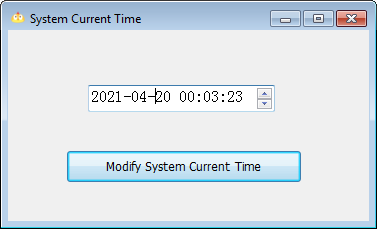 System Current Time
2021-04-20 00:03:23
Modify System Current Time